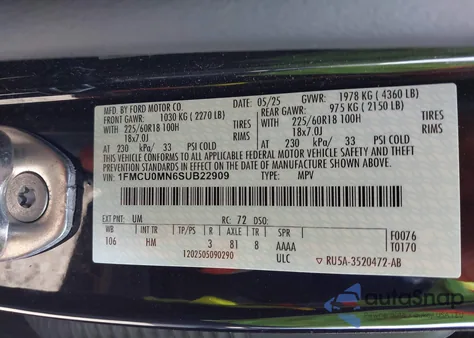 MFD. BY FORD MOTOR CO.
05/25 GVWR: 1978 KG ( 4360 LB)
FRONT GAWR: 1030 KG ( 2270 LB)
REAR GAWR: 975 KG ( 2150 LB)
WITH 225/60R18 100H TIRES
18x7.0J RIMS
AT 230 kPa/ 33 PSI COLD
225/60R18 100H TIRES
18x7.0J RIMS
AT 230 kPa/ 33 PSI COLD
THIS VEHICLE CONFORMS TO ALL APPLICABLE FEDERAL MOTOR VEHICLE SAFETY, BUMPER, AND THEFT
PREVENTION STANDARDS IN EFFECT ON THE DATE OF MANUFACTURE SHOWN ABOVE.
VIN: 1FMCU0MN6SUB22909 TYPE: MPV
EXT PNT: UM RC: 72 DSO:
WB INT TR TP/PS R AXLE TR SPR
106 HM 3 81 8 AAAA
F0076
T0170
1202505090290 ULC
RU5A-3520472-AB
autoSnap